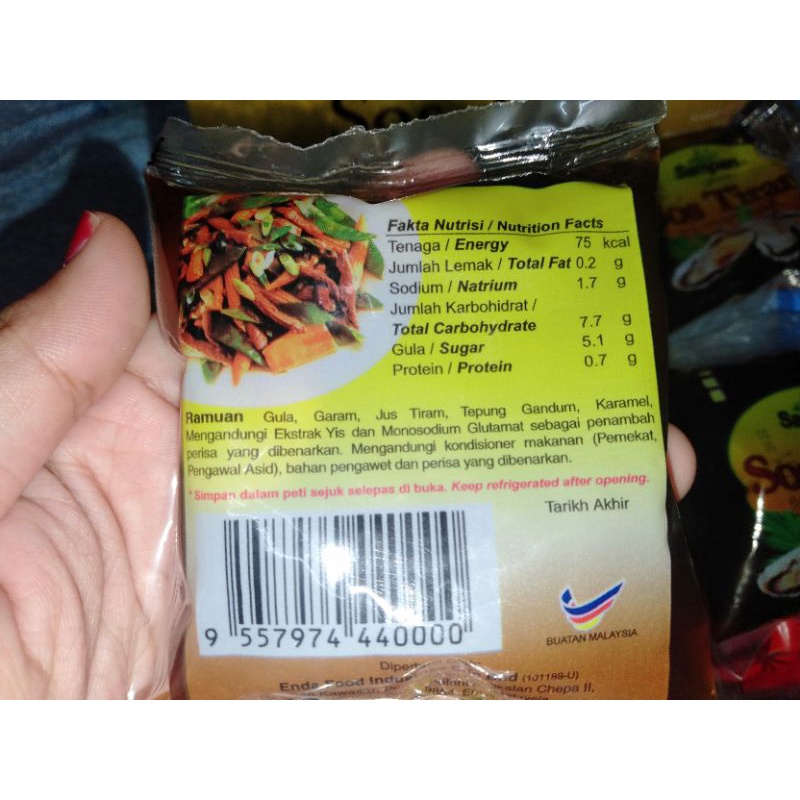 Fakta Nutrisi / Nutrition Facts
Tenaga / Energy 75 kcal
Jumlah Lemak / Total Fat 0.2 g
Sodium / Natrium 1.7 g
Jumlah Karbohidrat /
Total Carbohydrate 7.7 g
Gula / Sugar 5.1 g
Protein / Protein 0.7 g
Ramuan Gula, Garam, Jus Tiram, Tepung Gandum, Karamel,
Mengandungi Ekstrak Yis dan Monosodium Glutamat sebagai penambah
perisa yang dibenarkan. Mengandungi kondisioner makanan (Pemekat,
Pengawal Asid), bahan pengawet dan perisa yang dibenarkan.
*Simpan dalam peti sejuk selepas di buka. Keep refrigerated after opening.
Tarikh Akhir
9 557974 440000
BUATAN MALAYSIA
Enda Food (101189-U)
Chepa II,